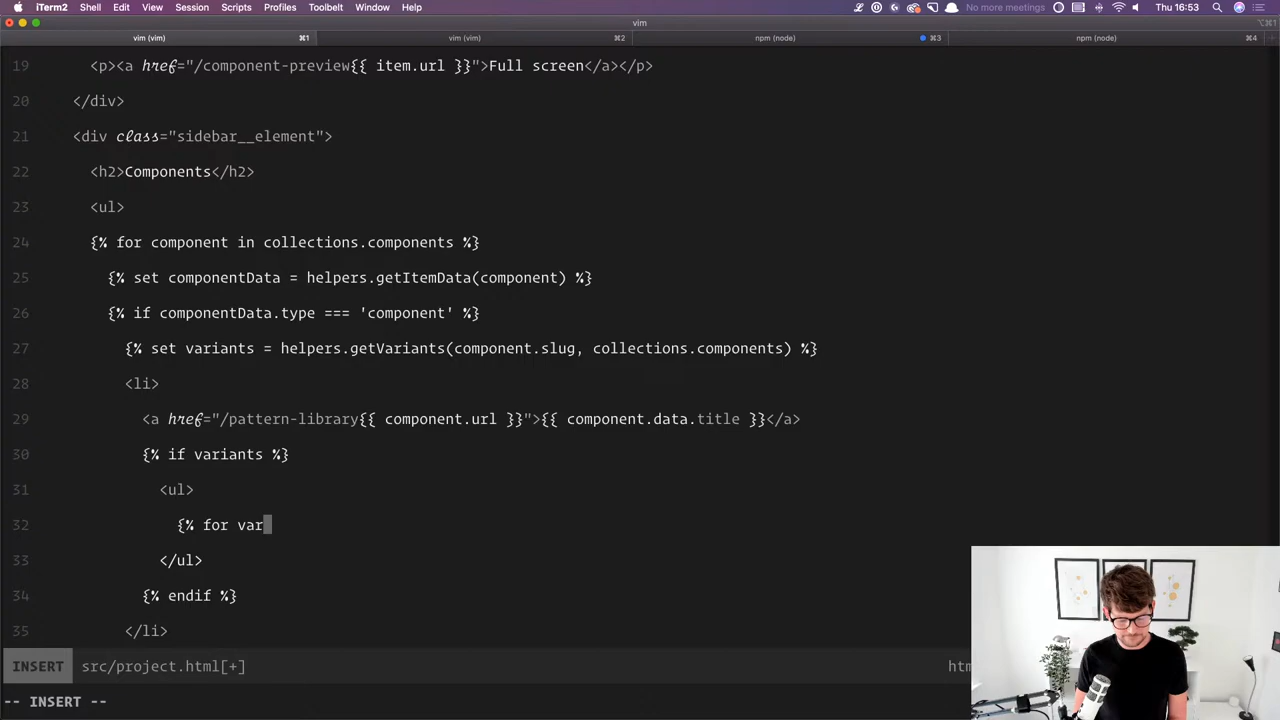 iTerm2 Shell Edit View Session Scripts Profiles Toolbelt Window Help No more meetings Thu 16:53
vim
⌥⌘1
vim (vim) ⌘1 vim (vim) ⌘2 npm (node) ⌘3 npm (node) ⌘4
19 <p><a href="/component-preview{{ item.url }}">Full screen</a></p>
20 </div>
21 <div class="sidebar__element">
22 <h2>Components</h2>
23 <ul>
24 {% for component in collections.components %}
25 {% set componentData = helpers.getItemData(component) %}
26 {% if componentData.type === 'component' %}
27 {% set variants = helpers.getVariants(component.slug, collections.components) %}
28 <li>
29 <a href="/pattern-library{{ component.url }}">{{ component.data.title }}</a>
30 {% if variants %}
31 <ul>
32 {% for var
33 </ul>
34 {% endif %}
35 </li>
INSERT src/project.html[+]
-- INSERT --